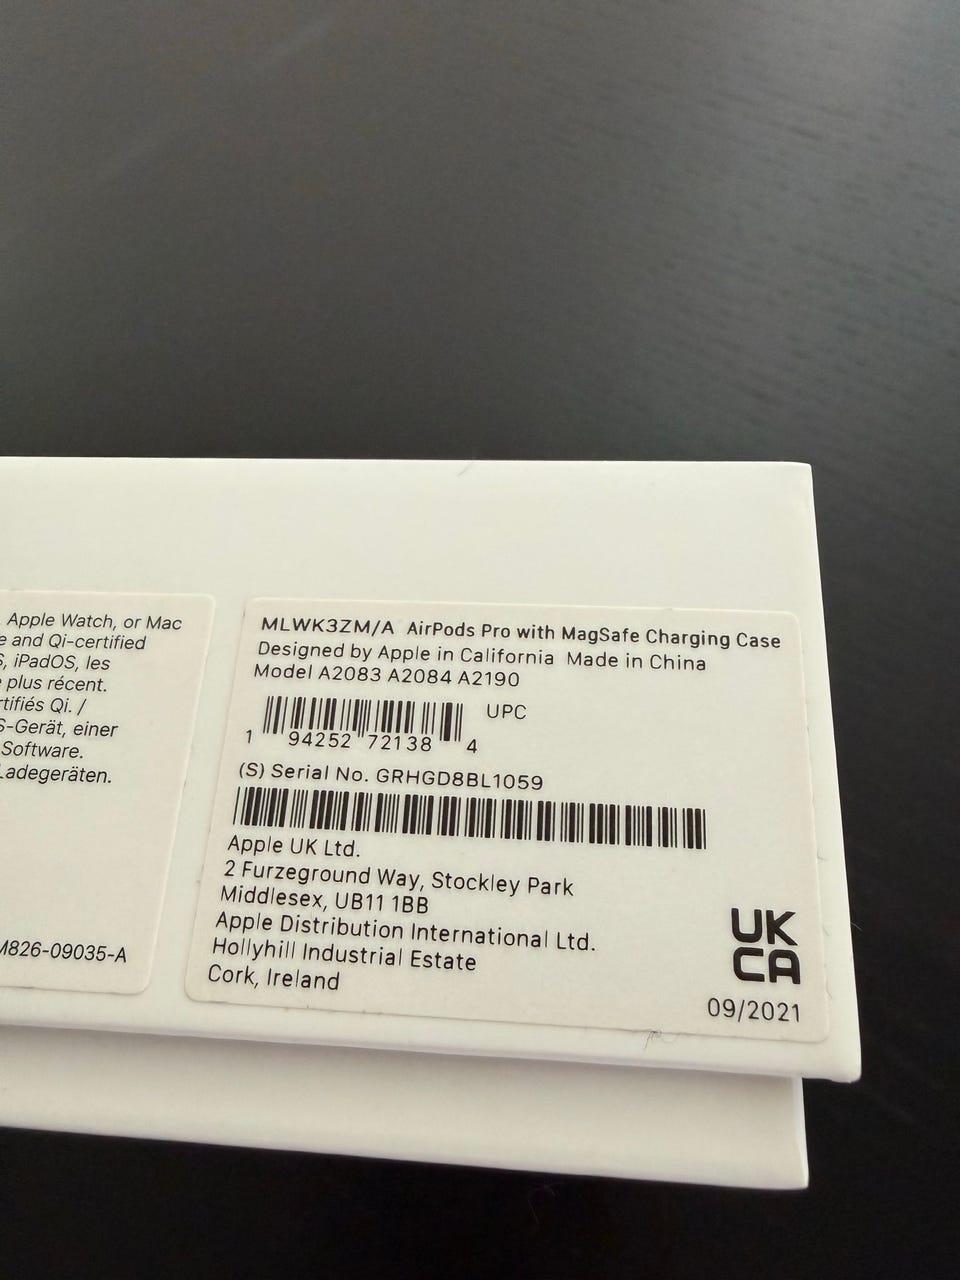 Apple Watch, or Mac
and Qi-certified
iPadOS, les
plus récent.
Qi. /
S-Gerät, einer
Software.
Ladegeräten.
M826-09035-A
MLWK3ZM/A AirPods Pro with MagSafe Charging Case
Designed by Apple in California Made in China
Model A2083 A2084 A2190
UPC
1 94252 72138 4
(S) Serial No. GRHGD8BL1059
Apple UK Ltd.
2 Furzeground Way, Stockley Park
Middlesex, UB11 1BB
Apple Distribution International Ltd.
Hollyhill Industrial Estate
Cork, Ireland
UK
CA
09/2021